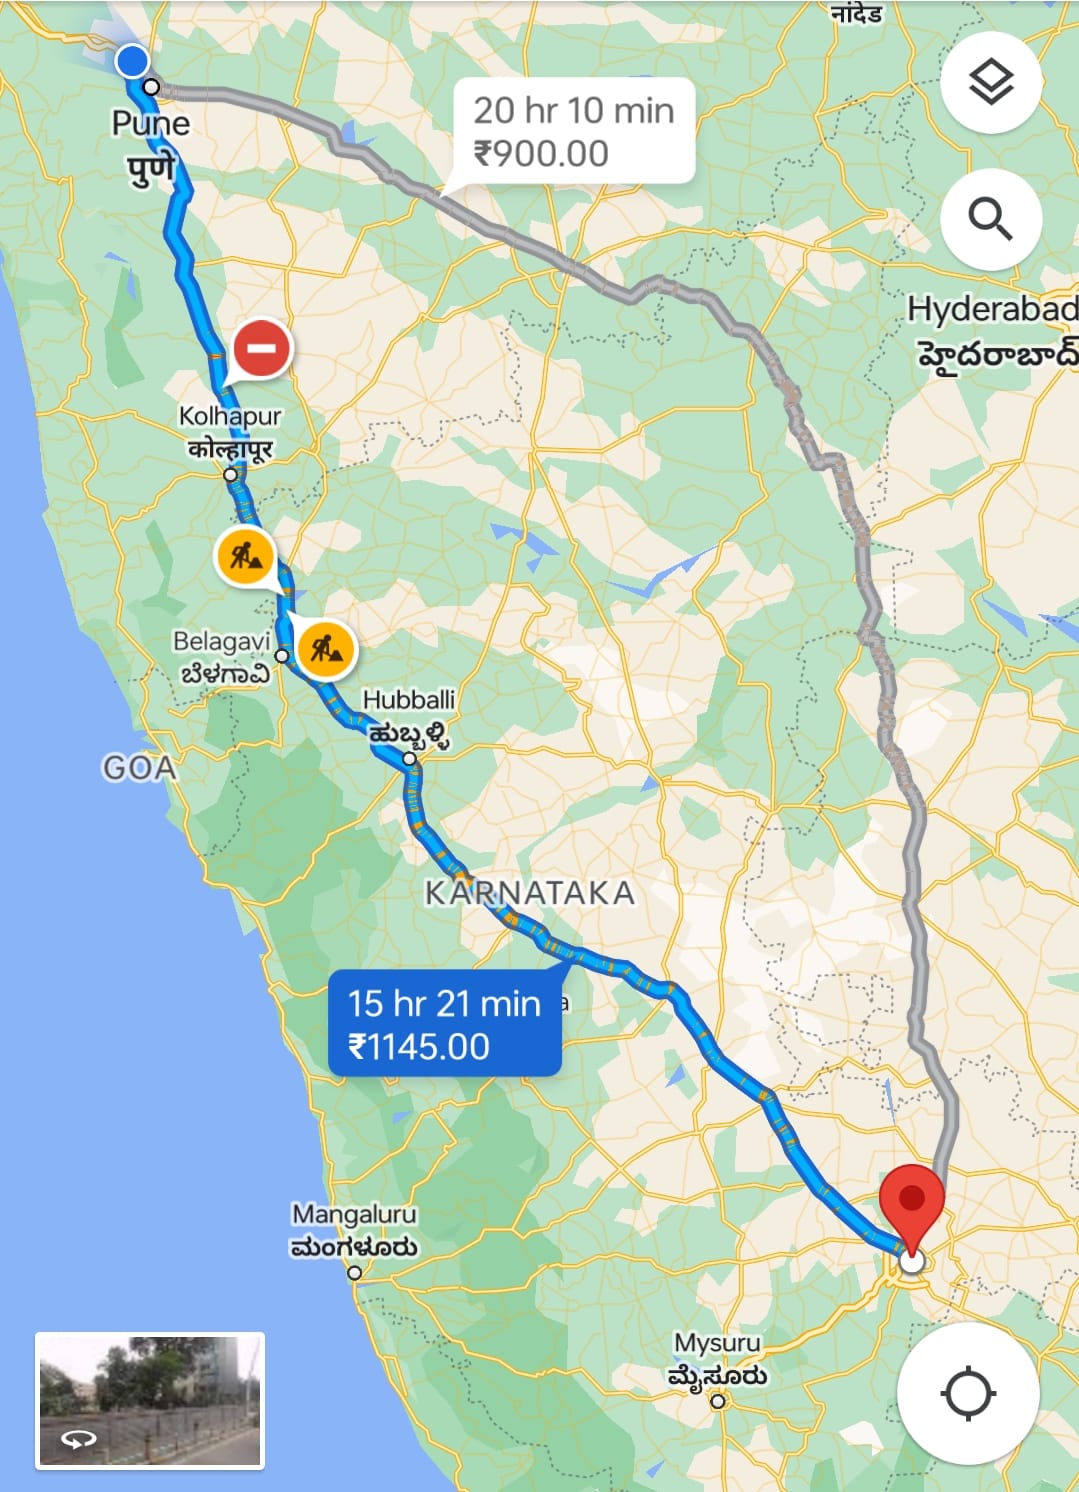 नांदेड
20 hr 10 min
₹900.00
Pune
पुणे
Hyderabad
హైదరాబాద్
Kolhapur
कोल्हापूर
Belagavi
ಬೆಳಗಾವಿ
Hubballi
ಹುಬ್ಬಳ್ಳಿ
GOA
KARNATAKA
15 hr 21 min
₹1145.00
a
Mangaluru
ಮಂಗಳೂರು
Mysuru
ಮೈಸೂರು